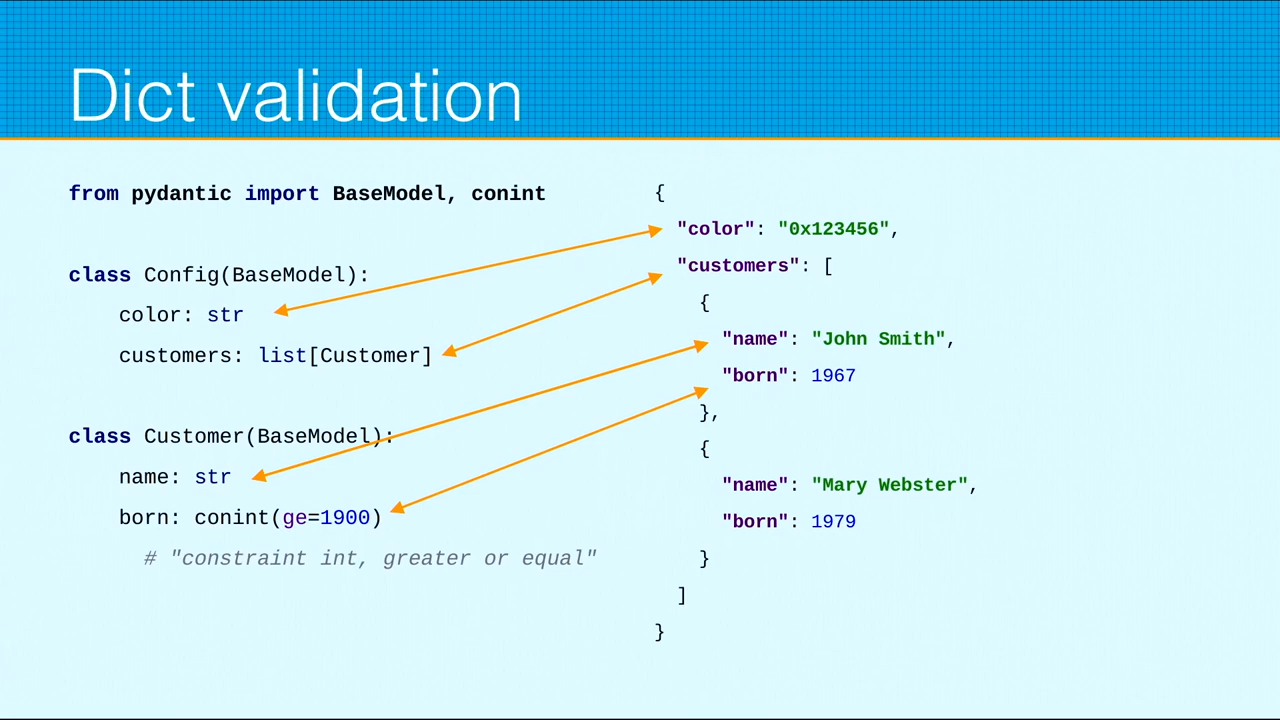 Dict validation
from pydantic import BaseModel, conint
class Config(BaseModel):
    color: str
    customers: list[Customer]
class Customer(BaseModel):
    name: str
    born: conint(ge=1900)
      # "constraint int, greater or equal"
{
  "color": "0x123456",
  "customers": [
    {
      "name": "John Smith",
      "born": 1967
    },
    {
      "name": "Mary Webster",
      "born": 1979
    }
  ]
}